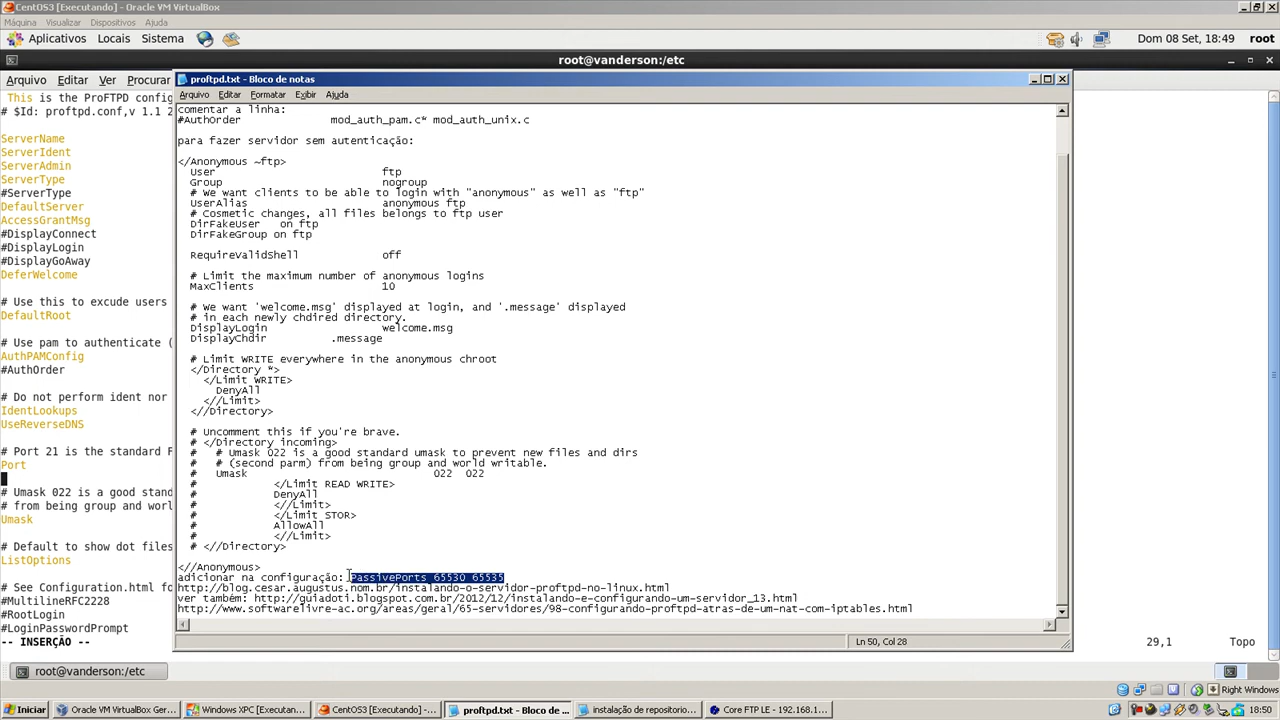 CentOS3 [Executando] - Oracle VM VirtualBox
Máquina Visualizar Dispositivos Ajuda
Aplicativos Locais Sistema
Dom 08 Set, 18:49 root
root@vanderson:/etc
Arquivo Editar Ver Procurar
This is the ProFTPD config
# $Id: proftpd.conf,v 1.1 2
ServerName
ServerIdent
ServerAdmin
ServerType
#ServerType
DefaultServer
AccessGrantMsg
#DisplayConnect
#DisplayLogin
#DisplayGoAway
DeferWelcome
# Use this to excude users
DefaultRoot
# Use pam to authenticate (
AuthPAMConfig
#AuthOrder
# Do not perform ident nor
IdentLookups
UseReverseDNS
# Port 21 is the standard F
Port
# Umask 022 is a good stand
# from being group and worl
Umask
# Default to show dot files
ListOptions
# See Configuration.html fo
#MultilineRFC2228
#RootLogin
#LoginPasswordPrompt
-- INSERÇÃO --
29,1 Topo
proftpd.txt - Bloco de notas
Arquivo Editar Formatar Exibir Ajuda
comentar a linha:
#AuthOrder mod_auth_pam.c* mod_auth_unix.c
para fazer servidor sem autenticação:
</Anonymous ~ftp>
User ftp
Group nogroup
# We want clients to be able to login with "anonymous" as well as "ftp"
UserAlias anonymous ftp
# Cosmetic changes, all files belongs to ftp user
DirFakeUser on ftp
DirFakeGroup on ftp
RequireValidShell off
# Limit the maximum number of anonymous logins
MaxClients 10
# We want 'welcome.msg' displayed at login, and '.message' displayed
# in each newly chdired directory.
DisplayLogin welcome.msg
DisplayChdir .message
# Limit WRITE everywhere in the anonymous chroot
</Directory *>
</Limit WRITE>
DenyAll
<//Limit>
<//Directory>
# Uncomment this if you're brave.
# </Directory incoming>
# # Umask 022 is a good standard umask to prevent new files and dirs
# # (second parm) from being group and world writable.
# Umask 022 022
# </Limit READ WRITE>
# DenyAll
# <//Limit>
# </Limit STOR>
# AllowAll
# <//Limit>
# <//Directory>
<//Anonymous>
adicionar na configuração: PassivePorts 65530 65535
http://blog.cesar.augustus.nom.br/instalando-o-servidor-proftpd-no-linux.html
ver também: http://guiadoti.blogspot.com.br/2012/12/instalando-e-configurando-um-servidor_13.html
http://www.softwarelivre-ac.org/areas/geral/65-servidores/98-configurando-proftpd-atras-de-um-nat-com-iptables.html
Ln 50, Col 28
root@vanderson:/etc
Right Windows
Iniciar
Oracle VM VirtualBox Ger...
Windows XPC [Executan...
CentOS3 [Executando] -...
proftpd.txt - Bloco de ...
instalação de repositorio...
Core FTP LE - 192.168.1...
18:50